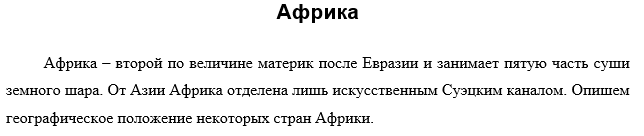 Африка
Африка – второй по величине материк после Евразии и занимает пятую часть суши
земного шара. От Азии Африка отделена лишь искусственным Суэцким каналом. Опишем
географическое положение некоторых стран Африки.